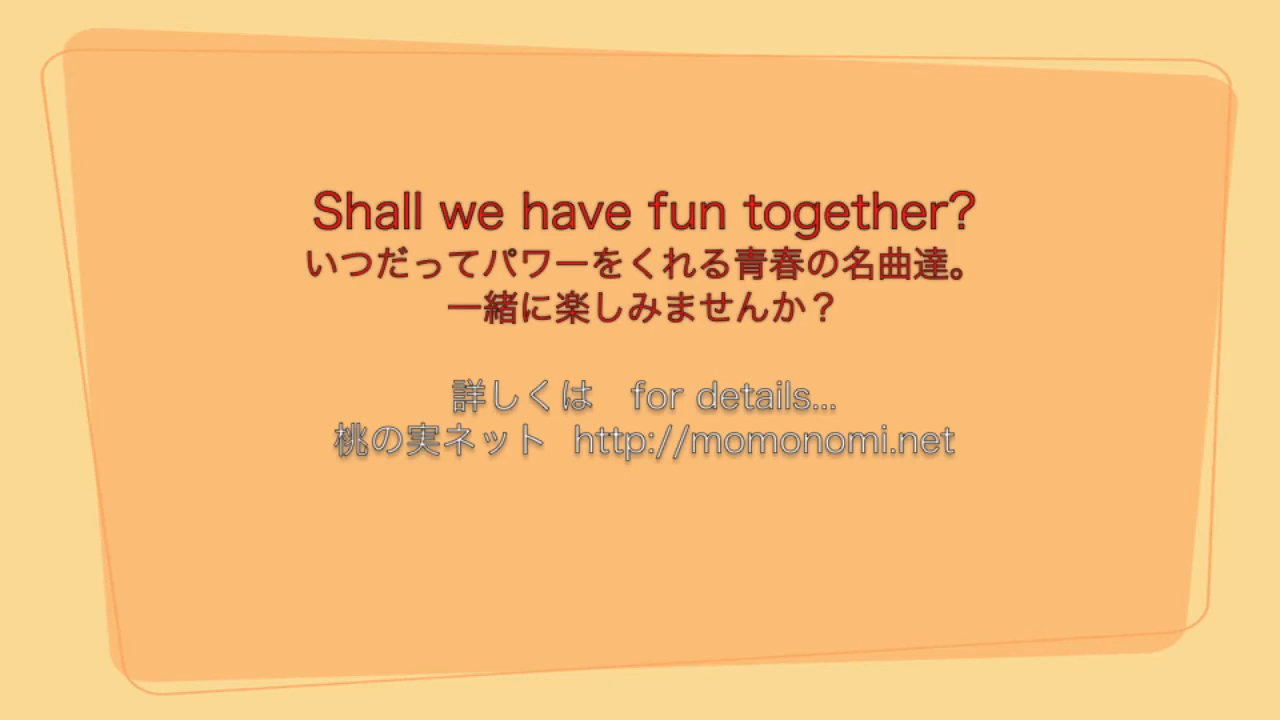 Shall we have fun together?
いつだってパワーをくれる青春の名曲達。
一緒に楽しみませんか？
詳しくは　for details...
桃の実ネット  http://momonomi.net